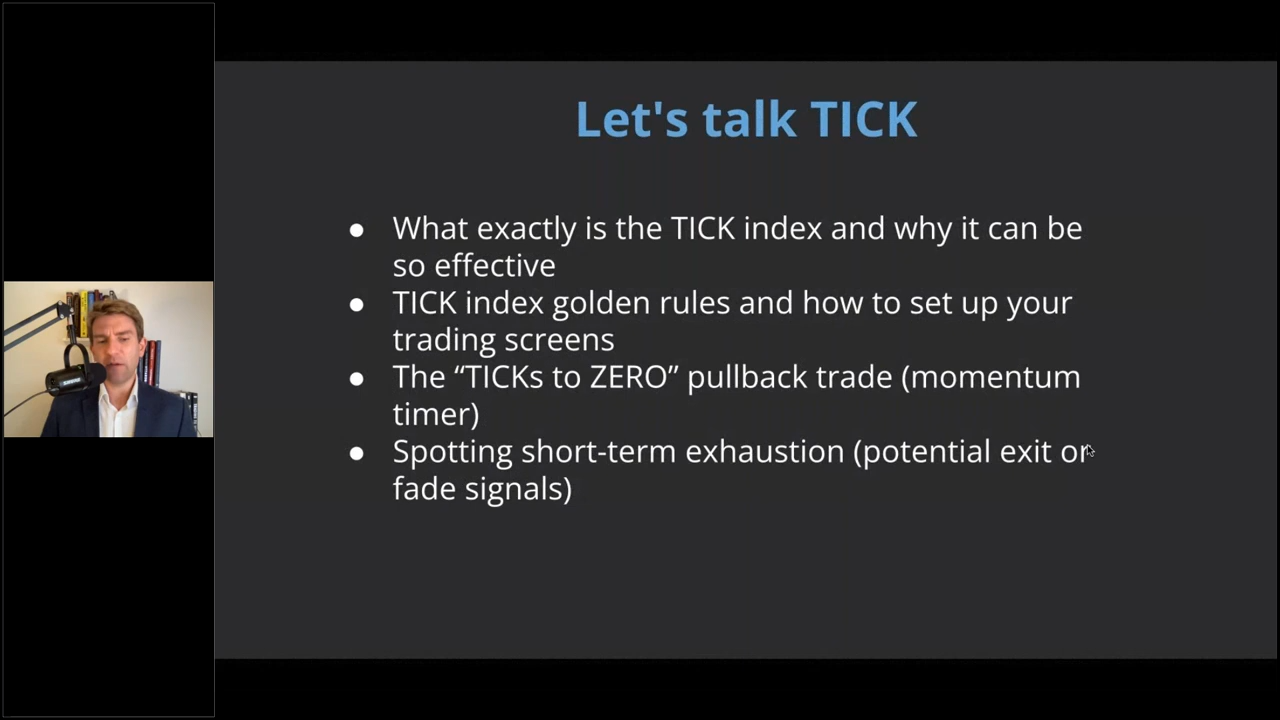 Let's talk TICK
● What exactly is the TICK index and why it can be
so effective
● TICK index golden rules and how to set up your
trading screens
● The “TICKs to ZERO” pullback trade (momentum
timer)
● Spotting short-term exhaustion (potential exit or
fade signals)